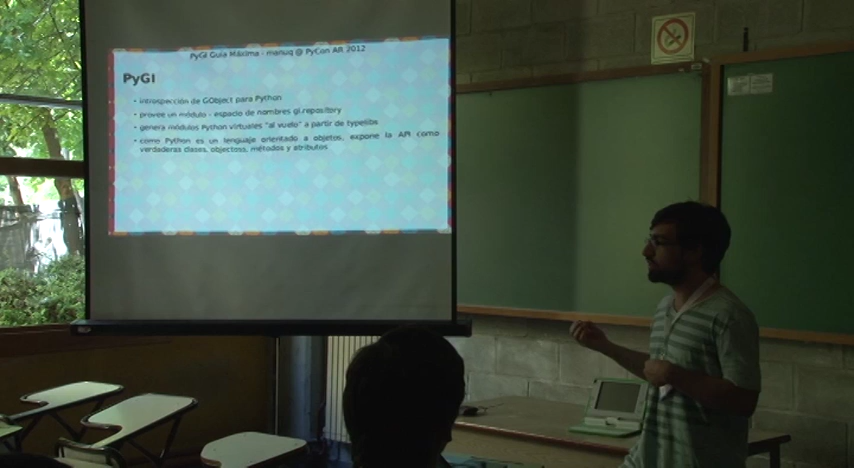 PyGI Guia Máxima - manuq @ PyCon AR 2012
PyGI
• introspección de GObject para Python
• provee un módulo - espacio de nombres gi.repository
• genera módulos Python virtuales "al vuelo" a partir de typelibs
• como Python es un lenguaje orientado a objetos, expone la API como
verdaderas clases, objectoss, métodos y atributos